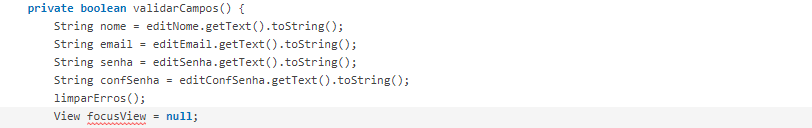 private boolean validarCampos() {
String nome = editNome.getText().toString();
String email = editEmail.getText().toString();
String senha = editSenha.getText().toString();
String confSenha = editConfSenha.getText().toString();
limparErros();
View focusView = null;